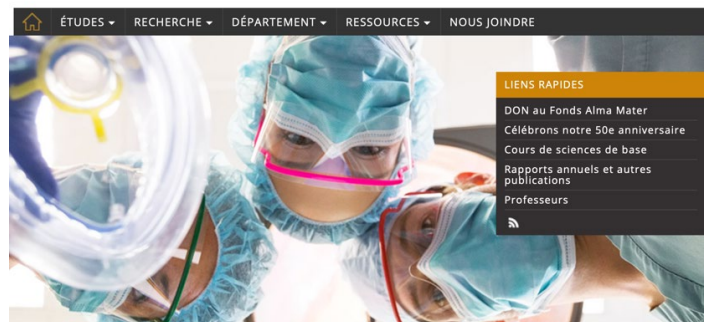 ÉTUDES RECHERCHE DÉPARTEMENT RESSOURCES NOUS JOINDRE
LIENS RAPIDES
DON au Fonds Alma Mater
Célébrons notre 50e anniversaire
Cours de sciences de base
Rapports annuels et autres
publications
Professeurs